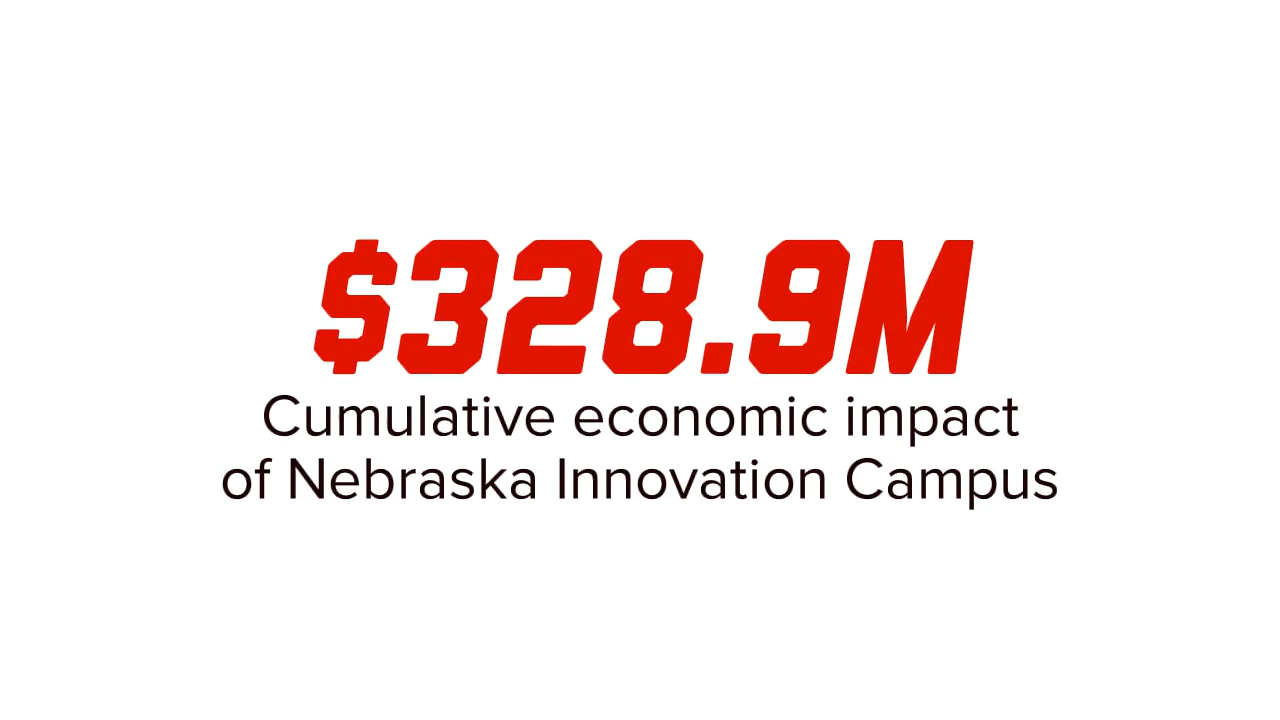 $328.9M
Cumulative economic impact
of Nebraska Innovation Campus